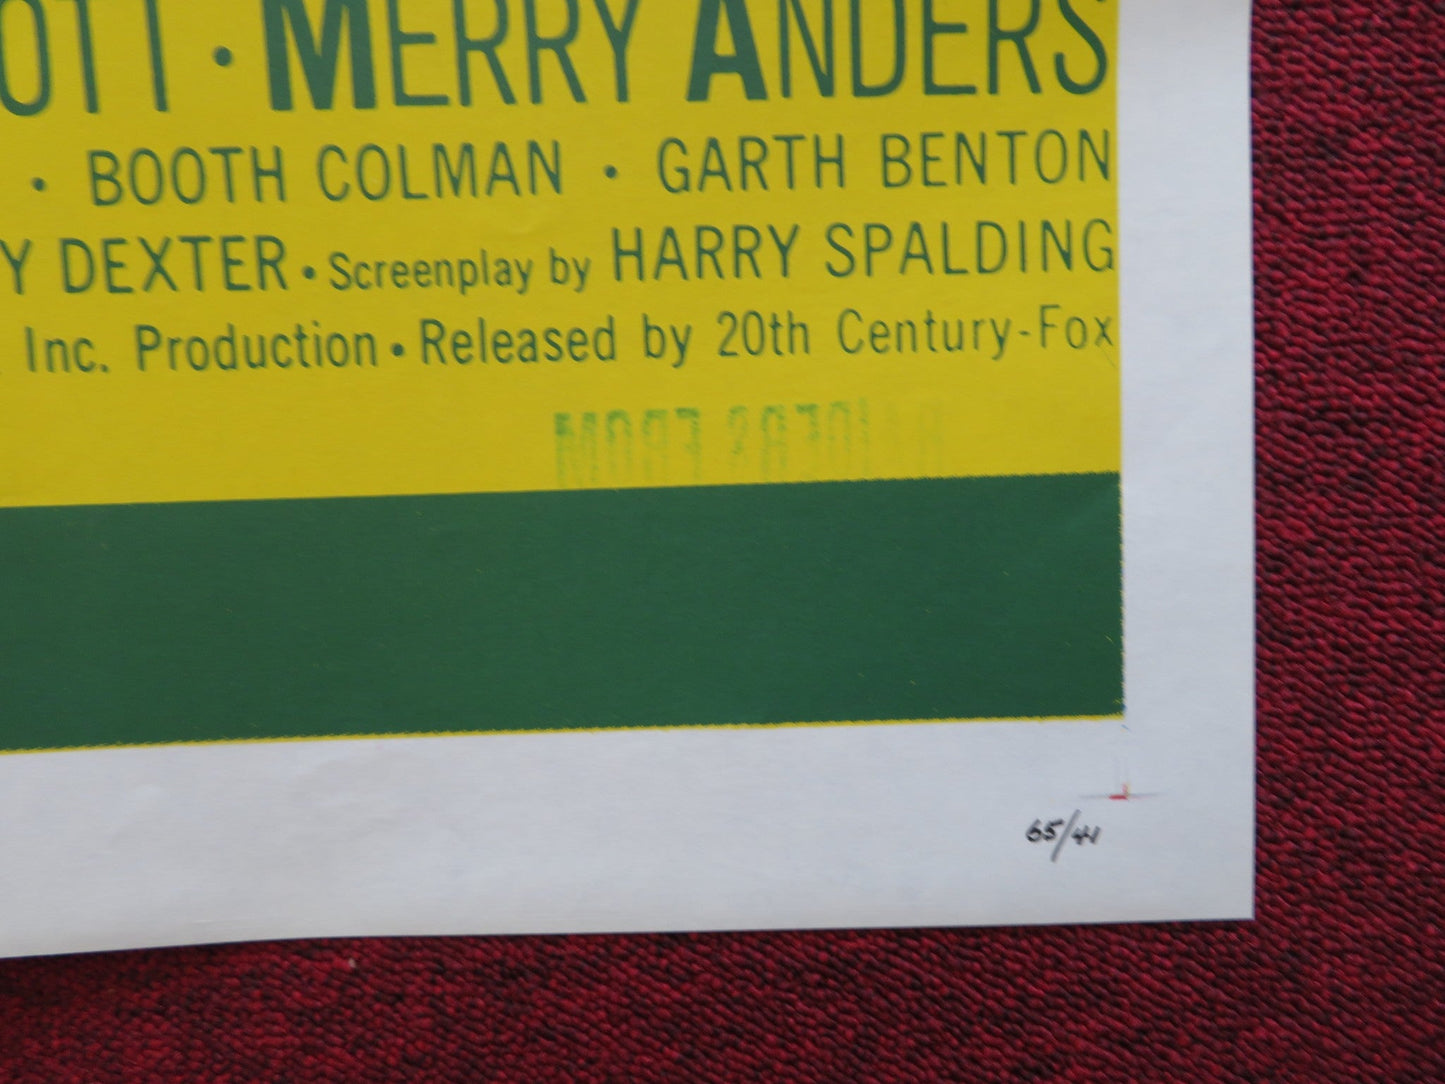 OTT · MERRY ANDERS
· BOOTH COLMAN · GARTH BENTON
Y DEXTER • Screenplay by HARRY SPALDING
Inc. Production • Released by 20th Century-Fox
65/41